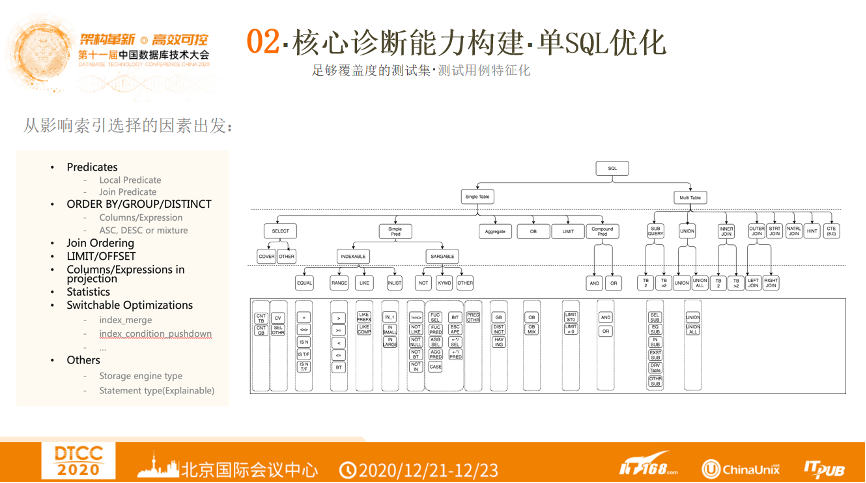 架构革新 高效可控
第十一届中国数据库技术大会
DATABASE TECHNOLOGY CONFERENCE CHINA 2020
02·核心诊断能力构建·单SQL优化
足够覆盖度的测试集·测试用例特征化
从影响索引选择的因素出发：
• Predicates
- Local Predicate
- Join Predicate
• ORDER BY/GROUP/DISTINCT
- Columns/Expression
- ASC, DESC or mixture
• Join Ordering
• LIMIT/OFFSET
• Columns/Expressions in
projection
• Statistics
• Switchable Optimizations
- index_merge
- index_condition_pushdown
- ...
• Others
- Storage engine type
- Statement type(Explainable)
SQL
Single Table
Multi Table
SELECT
Simple
Pred
Aggregate
OB
LIMIT
Compound
Pred
SUB
QUERY
UNION
INNER
JOIN
OUTER
JOIN
STRT
JOIN
NATRL
JOIN
HINT
CTE
(8.0)
COVER
OTHER
INDEXABLE
SARGABLE
EQUAL
RANGE
LIKE
INLIST
NOT
KYWD
OTHER
AND
OR
TB
2
TB
>2
UNION
UNION
ALL
TB
2
TB
>2
LEFT
JOIN
RIGHT
JOIN
CNT
TB
CNT
GB
CV
SEL
OTHR
=
<=>
IS N
IS T/F
IS N
T/F
>
>=
<
<=
BT
LIKE
PREFX
LIKE
COMP
IN_1
IN
SMALL
IN
LARGE
NOT
LIKE
NOT
NULL
NOT
BT
NOT
IN
FUC
SEL
FUC
PRED
AGG
SEL
AGG
PRED
CASE
BIT
ESC
APE
+-*/
SEL
+-*/
PRED
PRED
OTHR
GB
DIST
INCT
HAV
ING
OB
OB
MIX
LIMIT
ST0
LIMIT
>0
AND
OR
SEL
SUB
EQ
SUB
IN
SUB
EXST
SUB
DRV
TABLE
OTHR
SUB
UNION
UNION
ALL
DTCC
2020
北京国际会议中心
2020/12/21-12/23
IT168.com
ChinaUnix
ITPUB